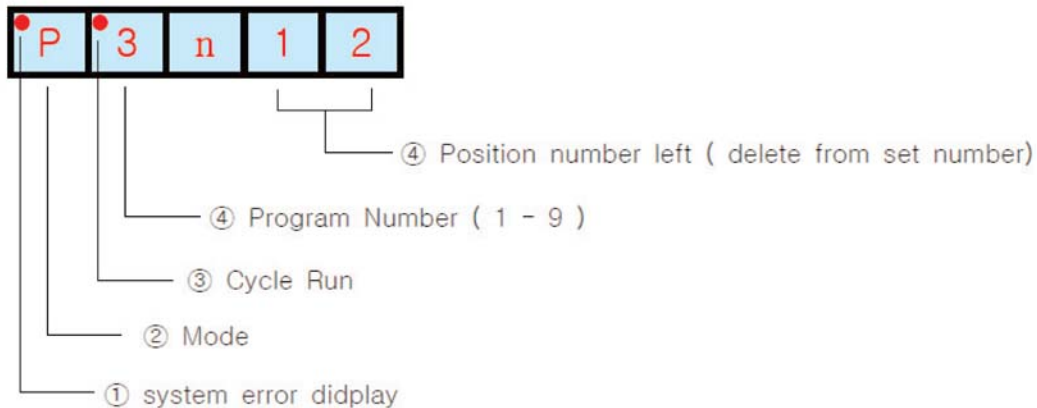 P 3 n 1 2
④ Position number left ( delete from set number)
④ Program Number ( 1 - 9 )
③ Cycle Run
② Mode
① system error didplay